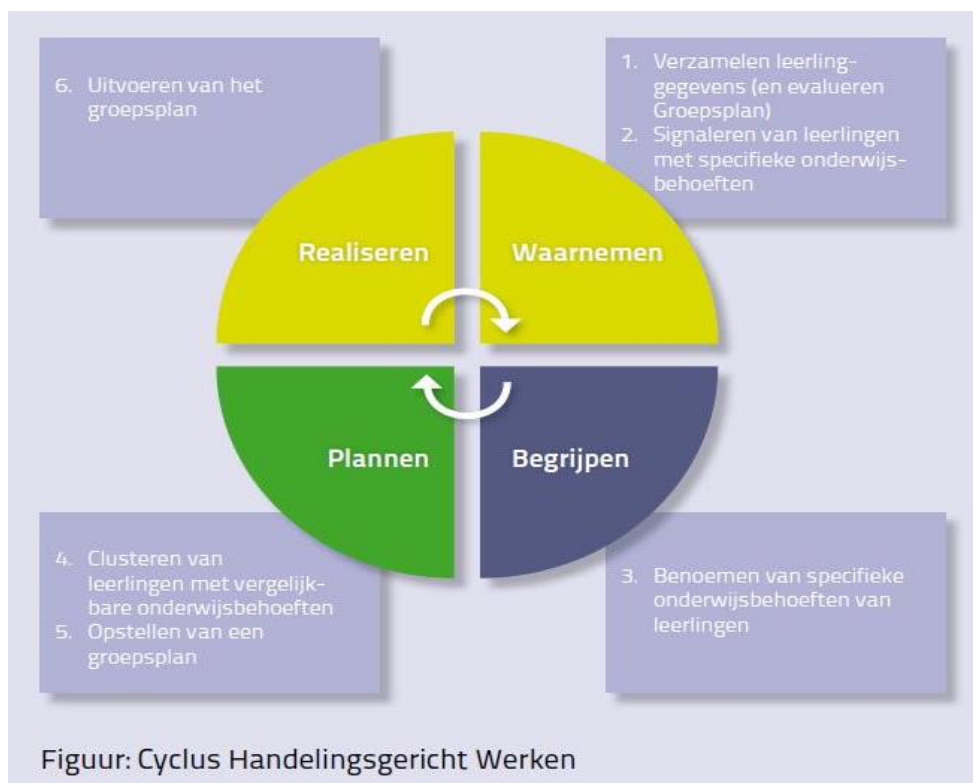 6. Uitvoeren van het
groepsplan
1. Verzamelen leerling-
gegevens (en evalueren
Groepsplan)
2. Signaleren van leerlingen
met specifieke onderwijs-
behoeften
Realiseren
Waarnemen
Plannen
Begrijpen
4. Clusteren van
leerlingen met vergelijk-
bare onderwijsbehoeften
5. Opstellen van een
groepsplan
3. Benoemen van specifieke
onderwijsbehoeften van
leerlingen
Figuur: Cyclus Handelingsgericht Werken